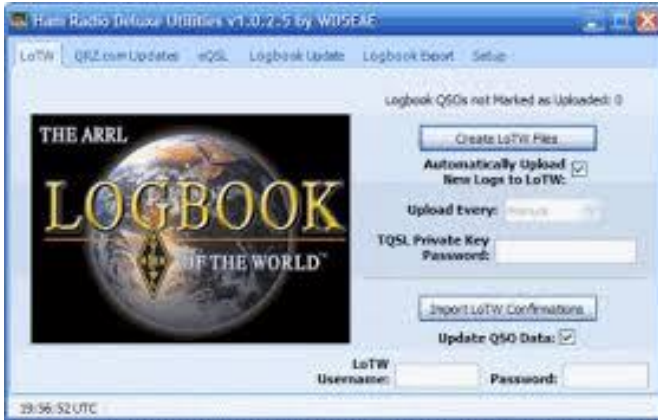 Ham Radio Deluxe Utilities v1.0.2.5 by WD5EAE
LoTW QRZ.com Updates eQSL Logbook Update Logbook Export Setup
Logbook QSOs not Marked as Uploaded: 0
THE ARRL
LOGBOOK
OF THE WORLD
Create LoTW Files
Automatically Upload
New Logs to LoTW:
Upload Every:
TQSL Private Key
Password:
Import LoTW Confirmations
Update QSO Data:
LoTW
Username:
Password:
19:56:52 UTC